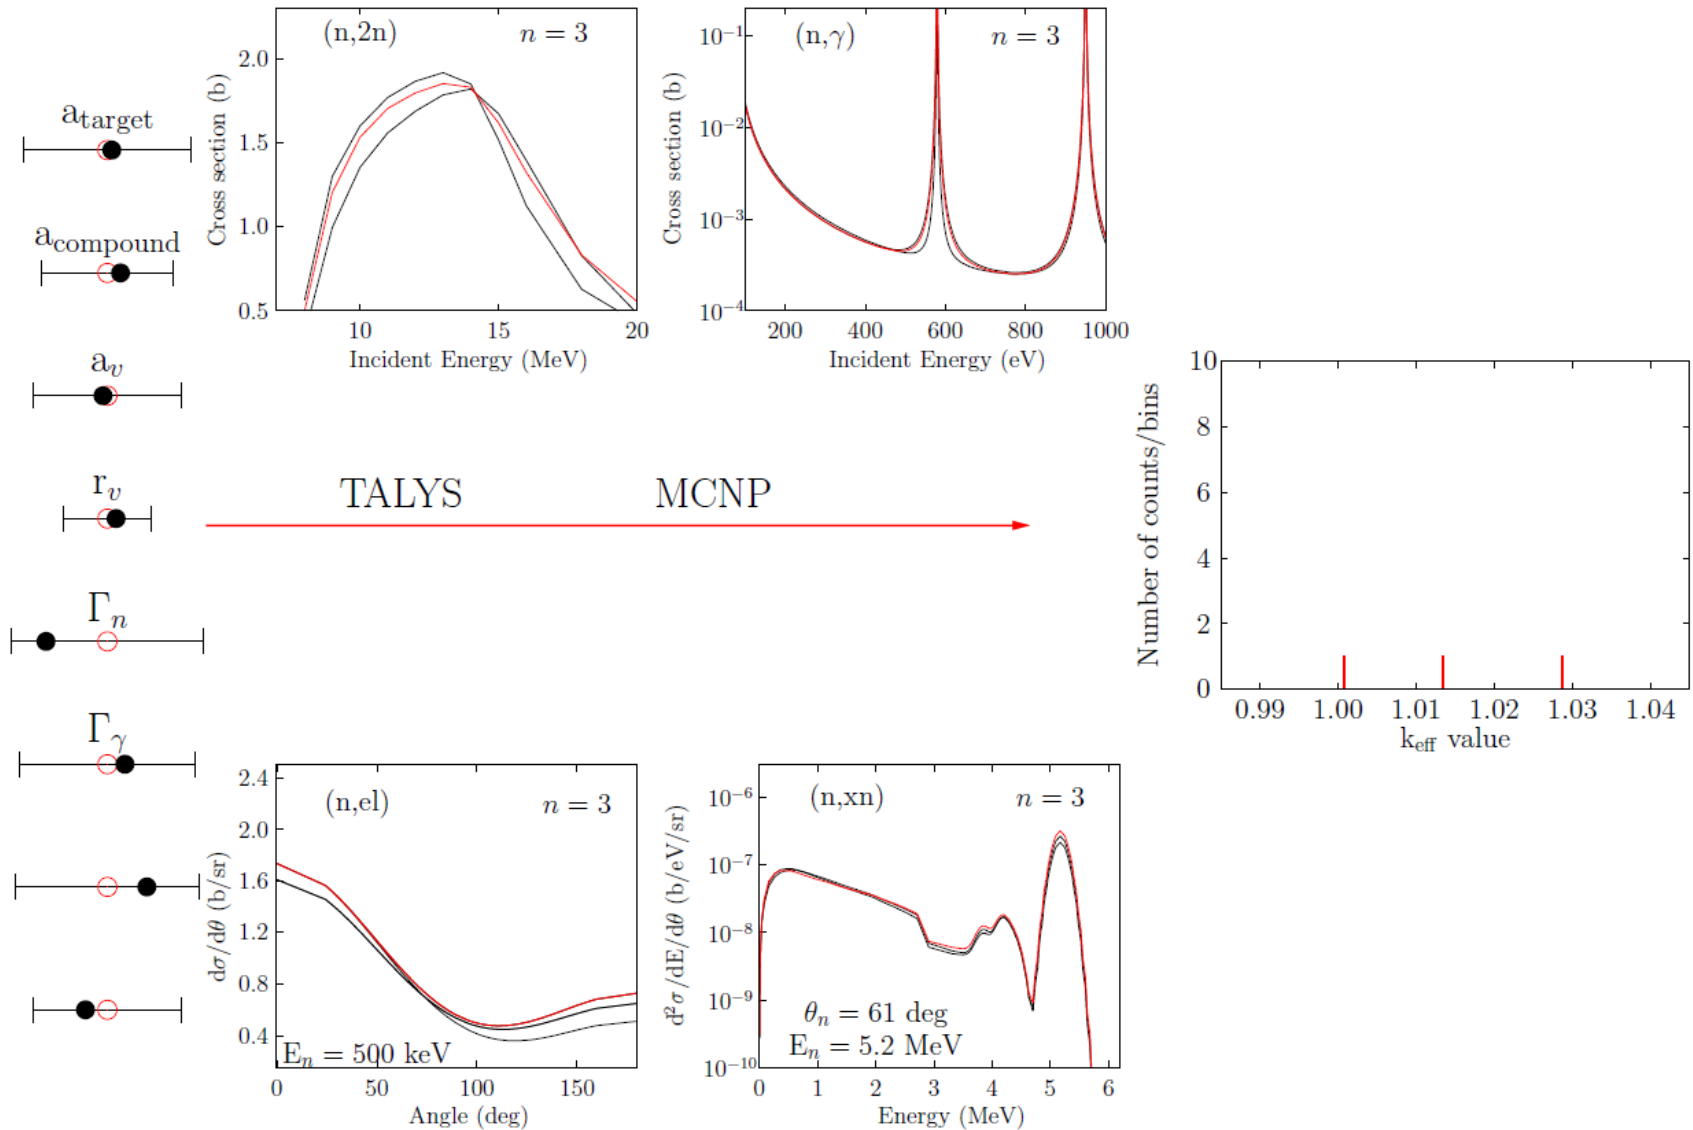 a_target
a_compound
a_v
r_v
Γ_n
Γ_γ
(n,2n) n = 3
Cross section (b)
2.0
1.5
1.0
0.5
10 15 20
Incident Energy (MeV)
(n,γ) n = 3
Cross section (b)
10^-1
10^-2
10^-3
10^-4
200 400 600 800 1000
Incident Energy (eV)
TALYS MCNP
Number of counts/bins
10
8
6
4
2
0
0.99 1.00 1.01 1.02 1.03 1.04
k_eff value
(n,el) n = 3
dσ/dθ (b/sr)
2.4
2.0
1.6
1.2
0.8
0.4
E_n = 500 keV
0 50 100 150
Angle (deg)
(n,xn) n = 3
d²σ/dE/dθ (b/eV/sr)
10^-6
10^-7
10^-8
10^-9
10^-10
θ_n = 61 deg
E_n = 5.2 MeV
0 1 2 3 4 5 6
Energy (MeV)